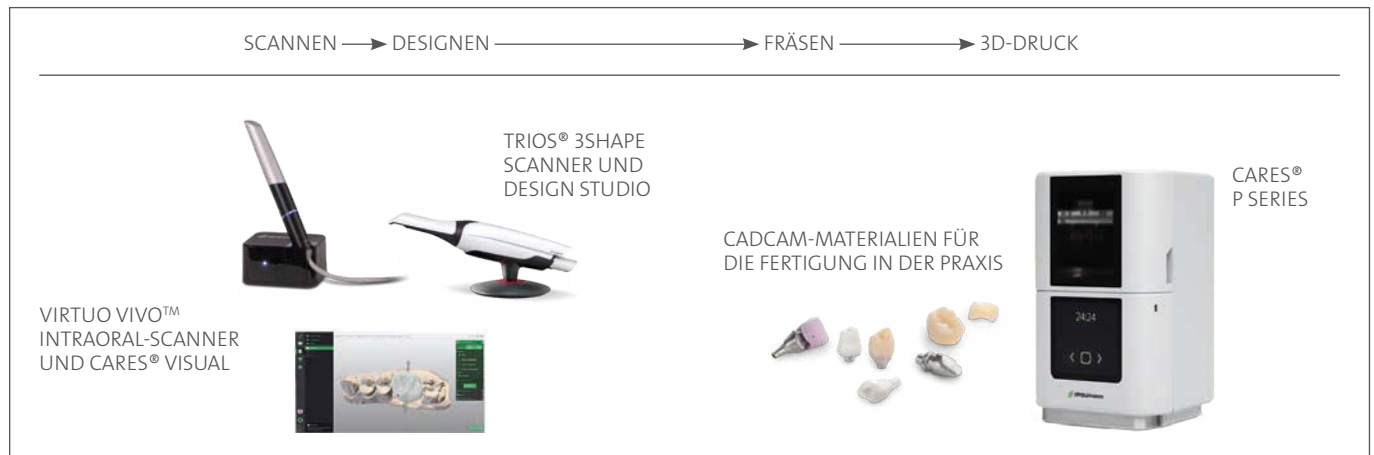 SCANNEN DESIGNEN FRÄSEN 3D-DRUCK
TRIOS® 3SHAPE
SCANNER UND
DESIGN STUDIO
CARES®
P SERIES
CADCAM-MATERIALIEN FÜR
DIE FERTIGUNG IN DER PRAXIS
VIRTUO VIVO™
INTRAORAL-SCANNER
UND CARES® VISUAL
24:24
straumann